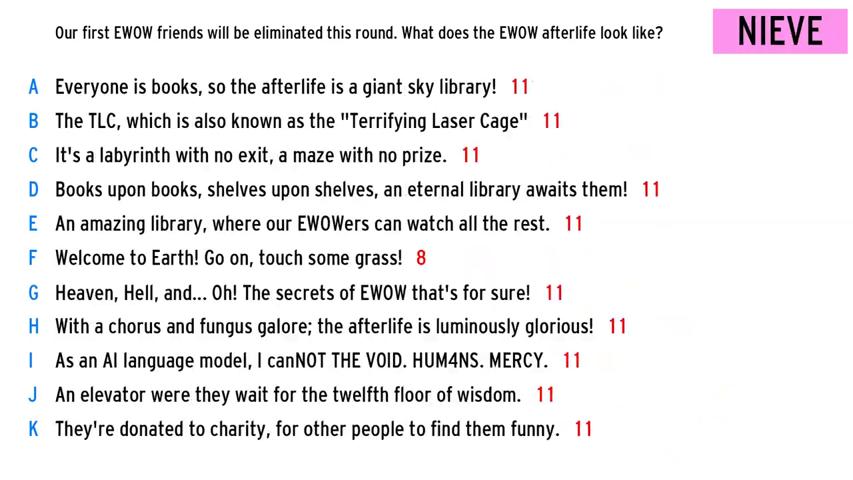 Our first EWOW friends will be eliminated this round. What does the EWOW afterlife look like?
NIEVE
A Everyone is books, so the afterlife is a giant sky library! 11
B The TLC, which is also known as the "Terrifying Laser Cage" 11
C It's a labyrinth with no exit, a maze with no prize. 11
D Books upon books, shelves upon shelves, an eternal library awaits them! 11
E An amazing library, where our EWOWers can watch all the rest. 11
F Welcome to Earth! Go on, touch some grass! 8
G Heaven, Hell, and... Oh! The secrets of EWOW that's for sure! 11
H With a chorus and fungus galore; the afterlife is luminously glorious! 11
I As an AI language model, I canNOT THE VOID. HUM4NS. MERCY. 11
J An elevator were they wait for the twelfth floor of wisdom. 11
K They're donated to charity, for other people to find them funny. 11